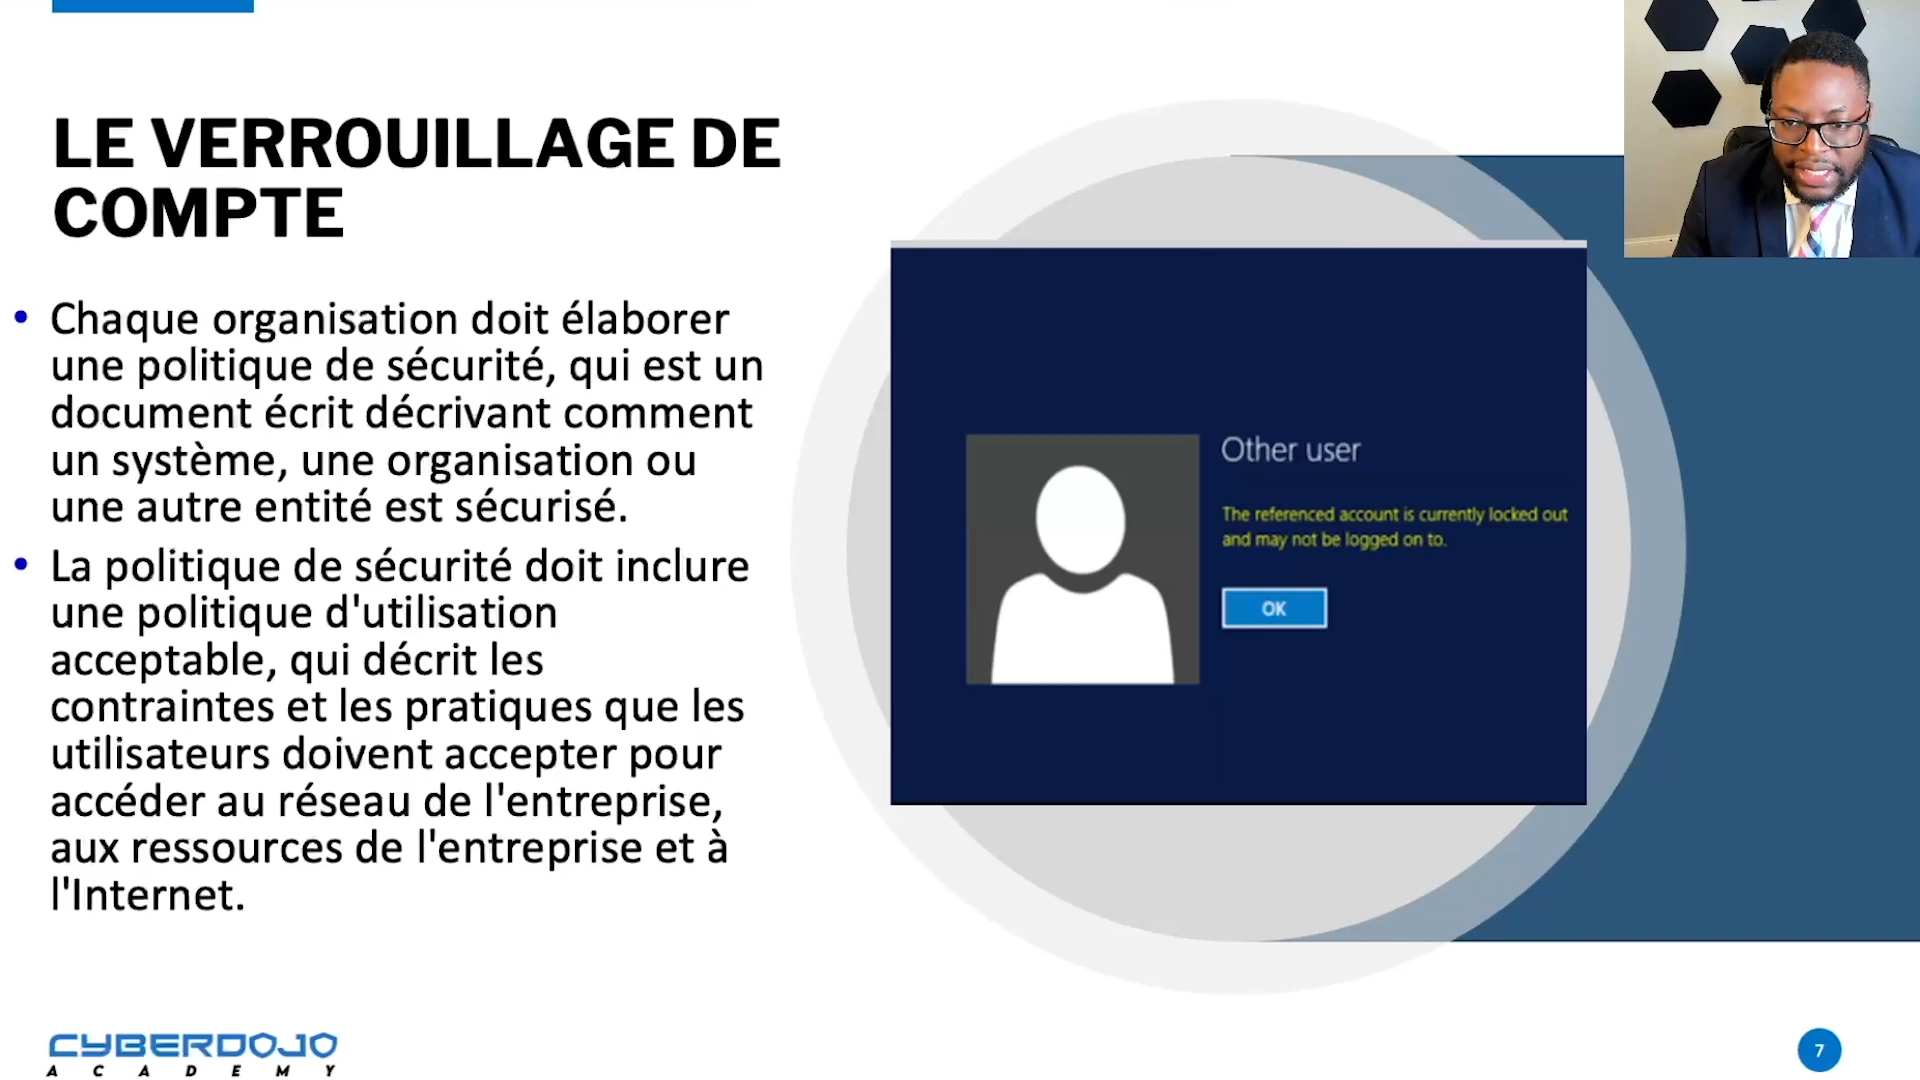 LE VERROUILLAGE DE
COMPTE
• Chaque organisation doit élaborer
une politique de sécurité, qui est un
document écrit décrivant comment
un système, une organisation ou
une autre entité est sécurisé.
• La politique de sécurité doit inclure
une politique d'utilisation
acceptable, qui décrit les
contraintes et les pratiques que les
utilisateurs doivent accepter pour
accéder au réseau de l'entreprise,
aux ressources de l'entreprise et à
l'Internet.
Other user
The referenced account is currently locked out
and may not be logged on to.
OK
CYBERDOJO
ACADEMY
7